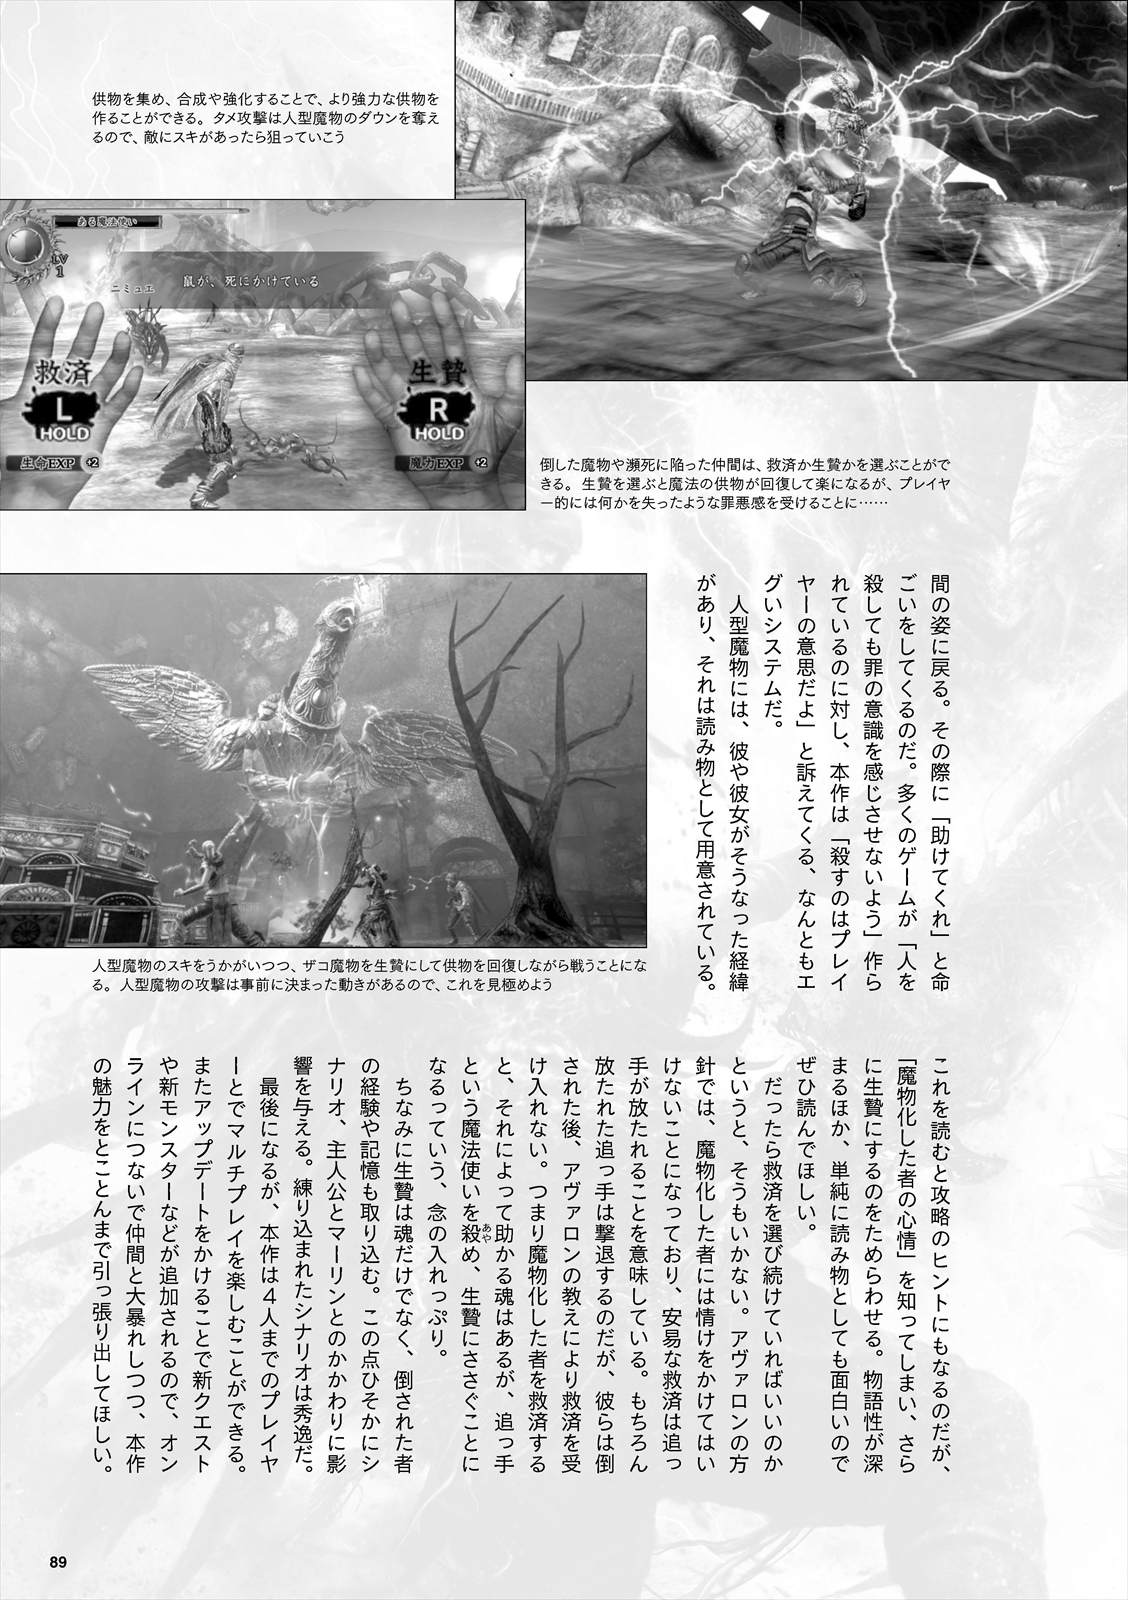 供物を集め、合成や強化することで、より強力な供物を
作ることができる。タメ攻撃は人型魔物のダウンを奪え
るので、敵にスキがあったら狙っていこう
ある魔法使い
LV
1
ニミュエ
鼠が、死にかけている
救済
L
HOLD
生命EXP +2
生贄
R
HOLD
魔力EXP +2
倒した魔物や瀕死に陥った仲間は、救済か生贄かを選ぶことがで
きる。生贄を選ぶと魔法の供物が回復して楽になるが、プレイヤ
ー的には何かを失ったような罪悪感を受けることに……
間の姿に戻る。その際に「助けてくれ」と命
ごいをしてくるのだ。多くのゲームが「人を
殺しても罪の意識を感じさせないよう」作ら
れているのに対し、本作は「殺すのはプレイ
ヤーの意思だよ」と訴えてくる、なんともエ
グいシステムだ。
　人型魔物には、彼や彼女がそうなった経緯
があり、それは読み物として用意されている。
人型魔物のスキをうかがいつつ、ザコ魔物を生贄にして供物を回復しながら戦うことにな
る。人型魔物の攻撃は事前に決まった動きがあるので、これを見極めよう
これを読むと攻略のヒントにもなるのだが、
「魔物化した者の心情」を知ってしまい、さら
に生贄にするのをためらわせる。物語性が深
まるほか、単純に読み物としても面白いので
ぜひ読んでほしい。
　だったら救済を選び続けていればいいのか
というと、そうもいかない。アヴァロンの方
針では、魔物化した者には情けをかけてはい
けないことになっており、安易な救済は追っ
手が放たれることを意味している。もちろん
放たれた追っ手は撃退するのだが、彼らは倒
された後、アヴァロンの教えにより救済を受
け入れない。つまり魔物化した者を救済する
と、それによって助かる魂はあるが、追っ手
という魔法使いを殺（あや）め、生贄にささぐことに
なるっていう、念の入れっぷり。
　ちなみに生贄は魂だけでなく、倒された者
の経験や記憶も取り込む。この点ひそかにシ
ナリオ、主人公とマーリンとのかかわりに影
響を与える。練り込まれたシナリオは秀逸だ。
　最後になるが、本作は４人までのプレイヤ
ーとでマルチプレイを楽しむことができる。
またアップデートをかけることで新クエスト
や新モンスターなどが追加されるので、オン
ラインにつないで仲間と大暴れしつつ、本作
の魅力をとことんまで引っ張り出してほしい。
89